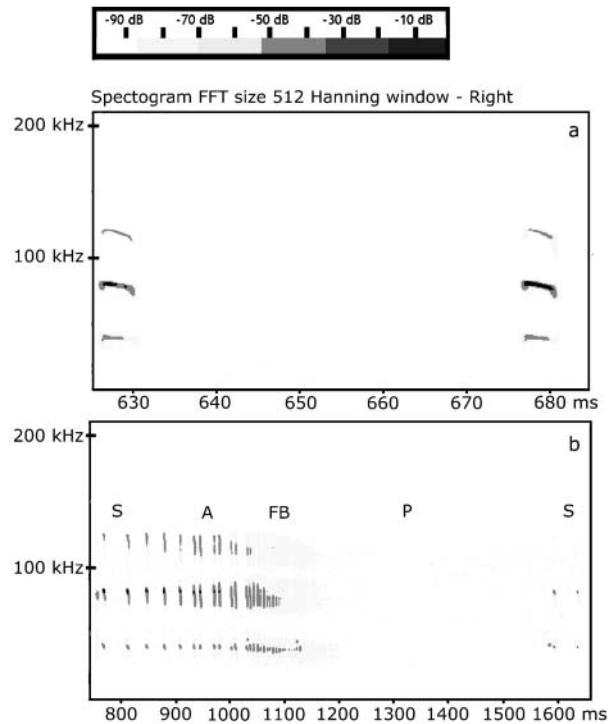 -90 dB -70 dB -50 dB -30 dB -10 dB
Spectogram FFT size 512 Hanning window - Right
200 kHz
a
100 kHz
630 640 650 660 670 680 ms
200 kHz
b
S A FB P S
100 kHz
800 900 1000 1100 1200 1300 1400 1500 1600 ms